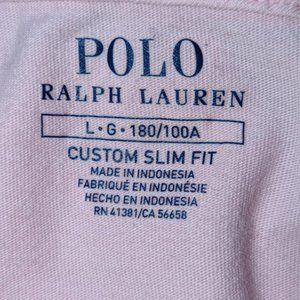 POLO
RALPH LAUREN
L•G•180/100A
CUSTOM SLIM FIT
MADE IN INDONESIA
FABRIQUÉ EN INDONÉSIE
HECHO EN INDONESIA
RN 41381/CA 56658